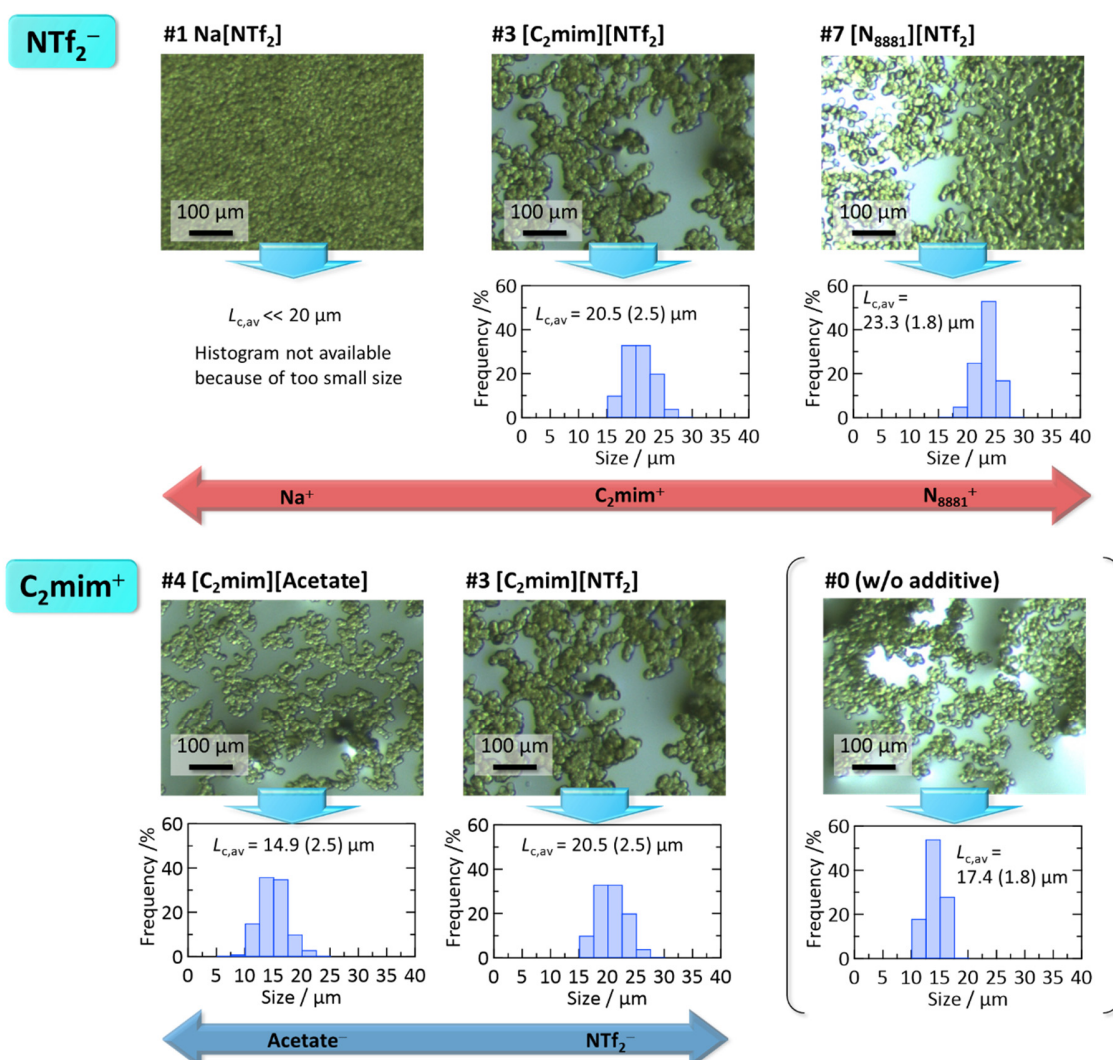 NTf₂⁻
#1 Na[NTf₂]
#3 [C₂mim][NTf₂]
#7 [N₈₈₈₁][NTf₂]
100 μm
100 μm
100 μm
L c,av << 20 μm
Histogram not available
because of too small size
Frequency /%
60
40
20
0
L c,av = 20.5 (2.5) μm
0 5 10 15 20 25 30 35 40
Size / μm
Frequency /%
60
40
20
0
L c,av =
23.3 (1.8) μm
0 5 10 15 20 25 30 35 40
Size / μm
Na⁺
C₂mim⁺
N₈₈₈₁⁺
C₂mim⁺
#4 [C₂mim][Acetate]
#3 [C₂mim][NTf₂]
#0 (w/o additive)
100 μm
100 μm
100 μm
Frequency /%
60
40
20
0
L c,av = 14.9 (2.5) μm
0 5 10 15 20 25 30 35 40
Size / μm
Frequency /%
60
40
20
0
L c,av = 20.5 (2.5) μm
0 5 10 15 20 25 30 35 40
Size / μm
Frequency /%
60
40
20
0
L c,av =
17.4 (1.8) μm
0 5 10 15 20 25 30 35 40
Size / μm
Acetate⁻
NTf₂⁻